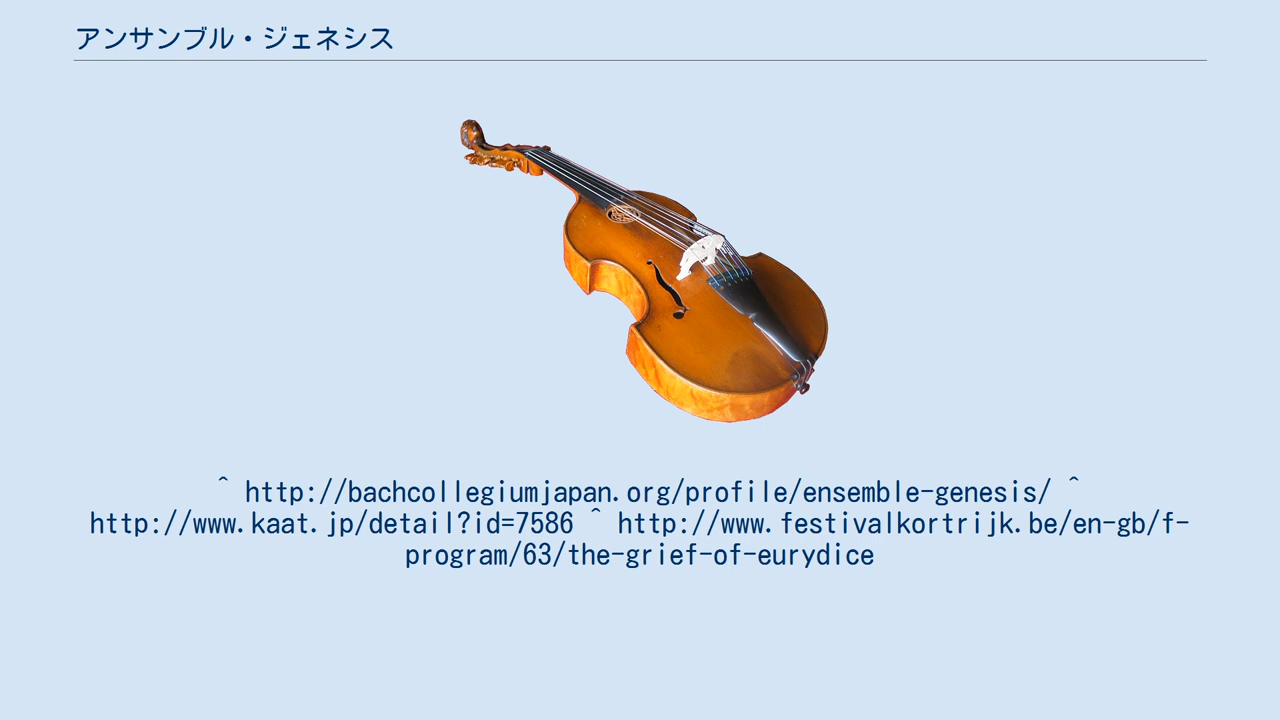 アンサンブル・ジェネシス
^ http://bachcollegiumjapan.org/profile/ensemble-genesis/ ^
http://www.kaat.jp/detail?id=7586 ^ http://www.festivalkortrijk.be/en-gb/f-
program/63/the-grief-of-eurydice